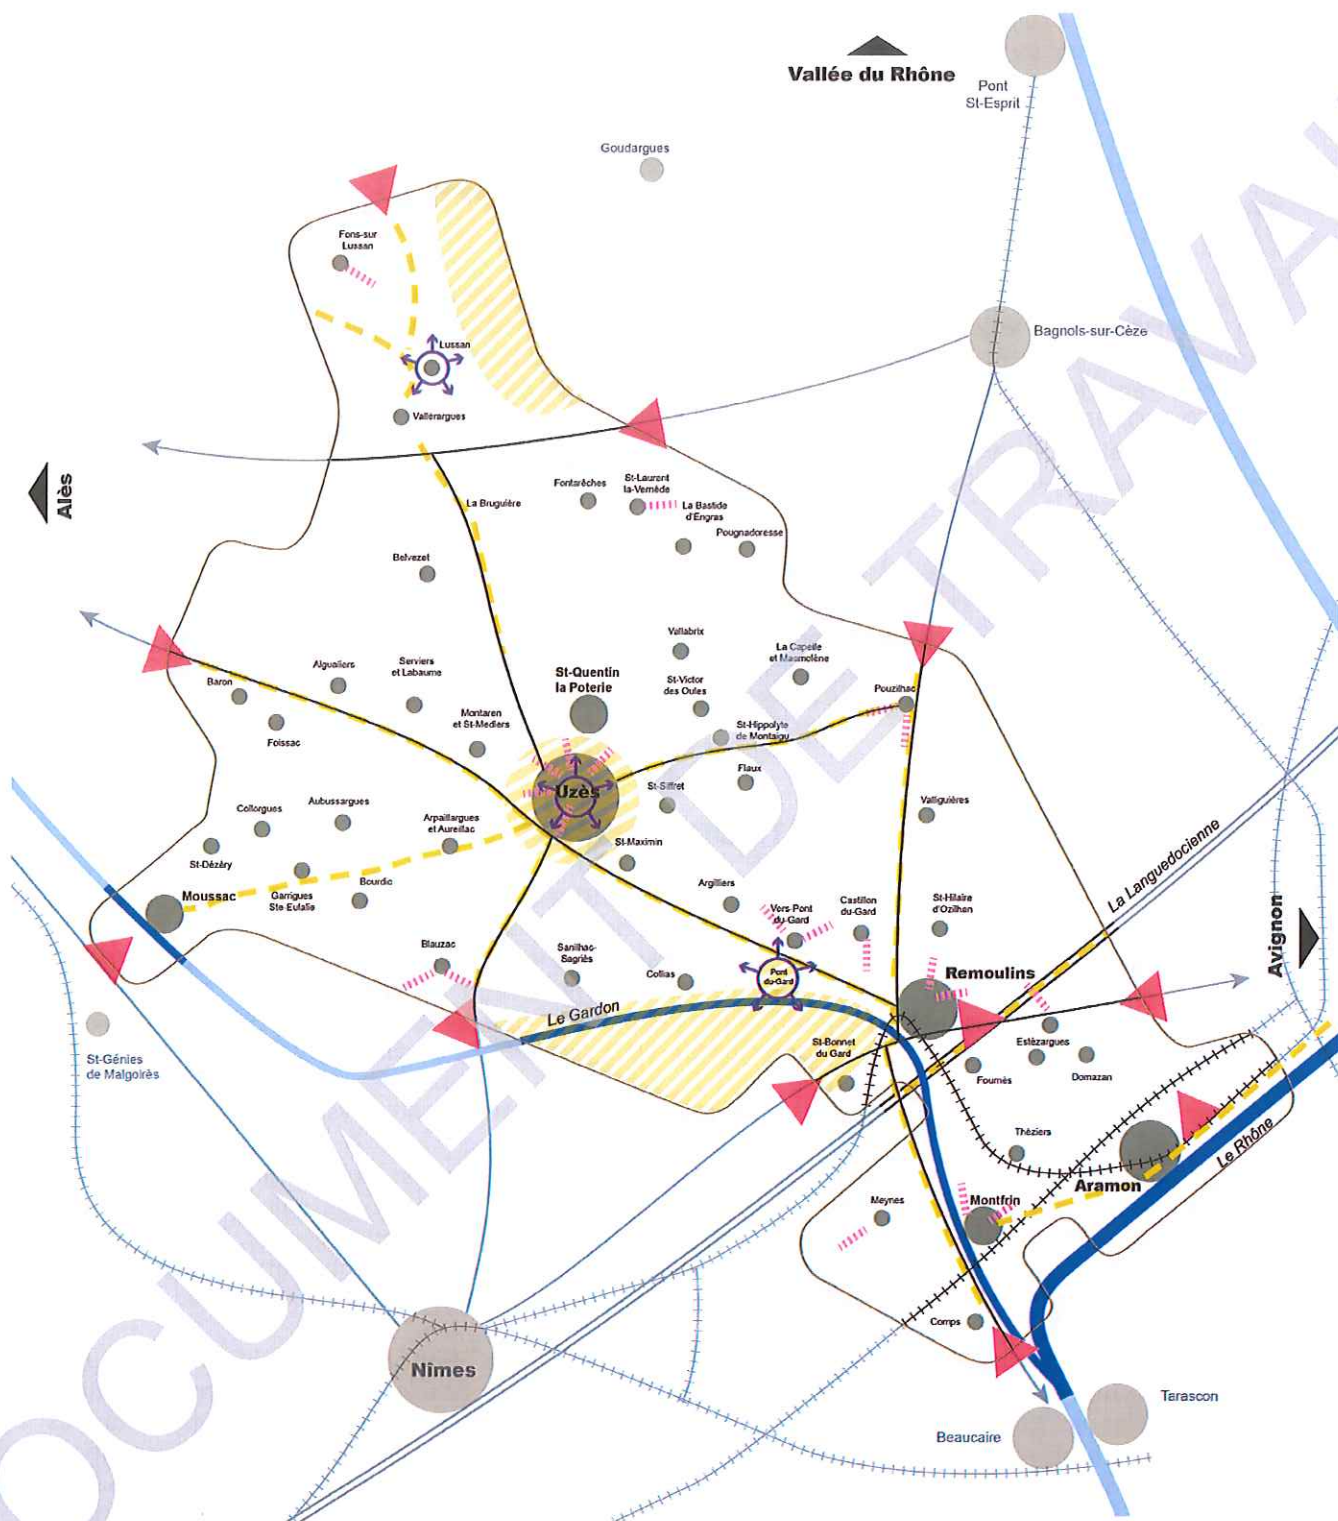 Vallée du Rhône
Pont
St-Esprit
Goudargues
Fons-sur
Lussan
Bagnols-sur-Cèze
Lussan
Vallérargues
Alès
Fontarèches
St-Laurent
la-Vernède
La Bruguière
La Bastide
d'Engras
Pougnadoresse
Belvezet
Vallabrix
La Capelle
et Masmolène
Aigualiers
Serviers
et Labaume
St-Quentin
la Poterie
St-Victor
des Oules
Baron
Pouzilhac
Montaren
et St-Mediers
St-Hippolyte
de Montaigu
Foissac
Flaux
Uzès
St-Siffret
Collorgues
Aubussargues
Arpaillargues
et Aureillac
Valliguières
St-Maximin
St-Dézéry
Moussac
Garrigues
Ste-Eulalie
Bourdic
Argilliers
Vers-Pont
du-Gard
Castillon
du-Gard
St-Hilaire
d'Ozilhan
La Languedocienne
Avignon
Blauzac
Sanilhac-
Sagriès
Collias
Pont
du-Gard
Remoulins
Le Gardon
St-Génies
de Malgoirès
St-Bonnet
du Gard
Estézargues
Fournès
Domazan
Théziers
Le Rhône
Aramon
Meynes
Montfrin
Comps
Nîmes
Tarascon
Beaucaire
DOCUMENT DE TRAVAIL